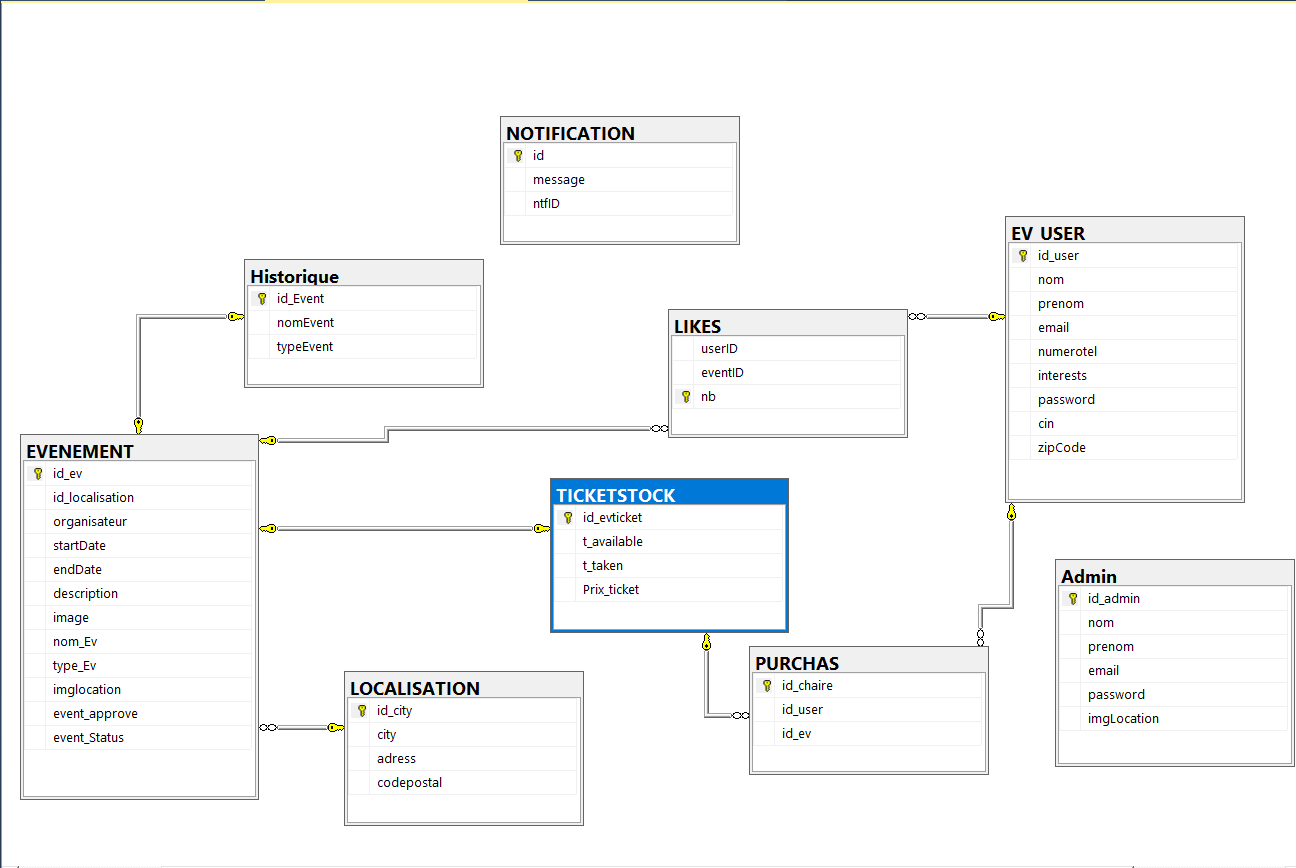 NOTIFICATION
id
message
ntfID
EV_USER
id_user
nom
prenom
email
numerotel
interests
password
cin
zipCode
Historique
id_Event
nomEvent
typeEvent
LIKES
userID
eventID
nb
EVENEMENT
id_ev
id_localisation
organisateur
startDate
endDate
description
image
nom_Ev
type_Ev
imglocation
event_approve
event_Status
TICKETSTOCK
id_evticket
t_available
t_taken
Prix_ticket
Admin
id_admin
nom
prenom
email
password
imgLocation
PURCHAS
id_chaire
id_user
id_ev
LOCALISATION
id_city
city
adress
codepostal